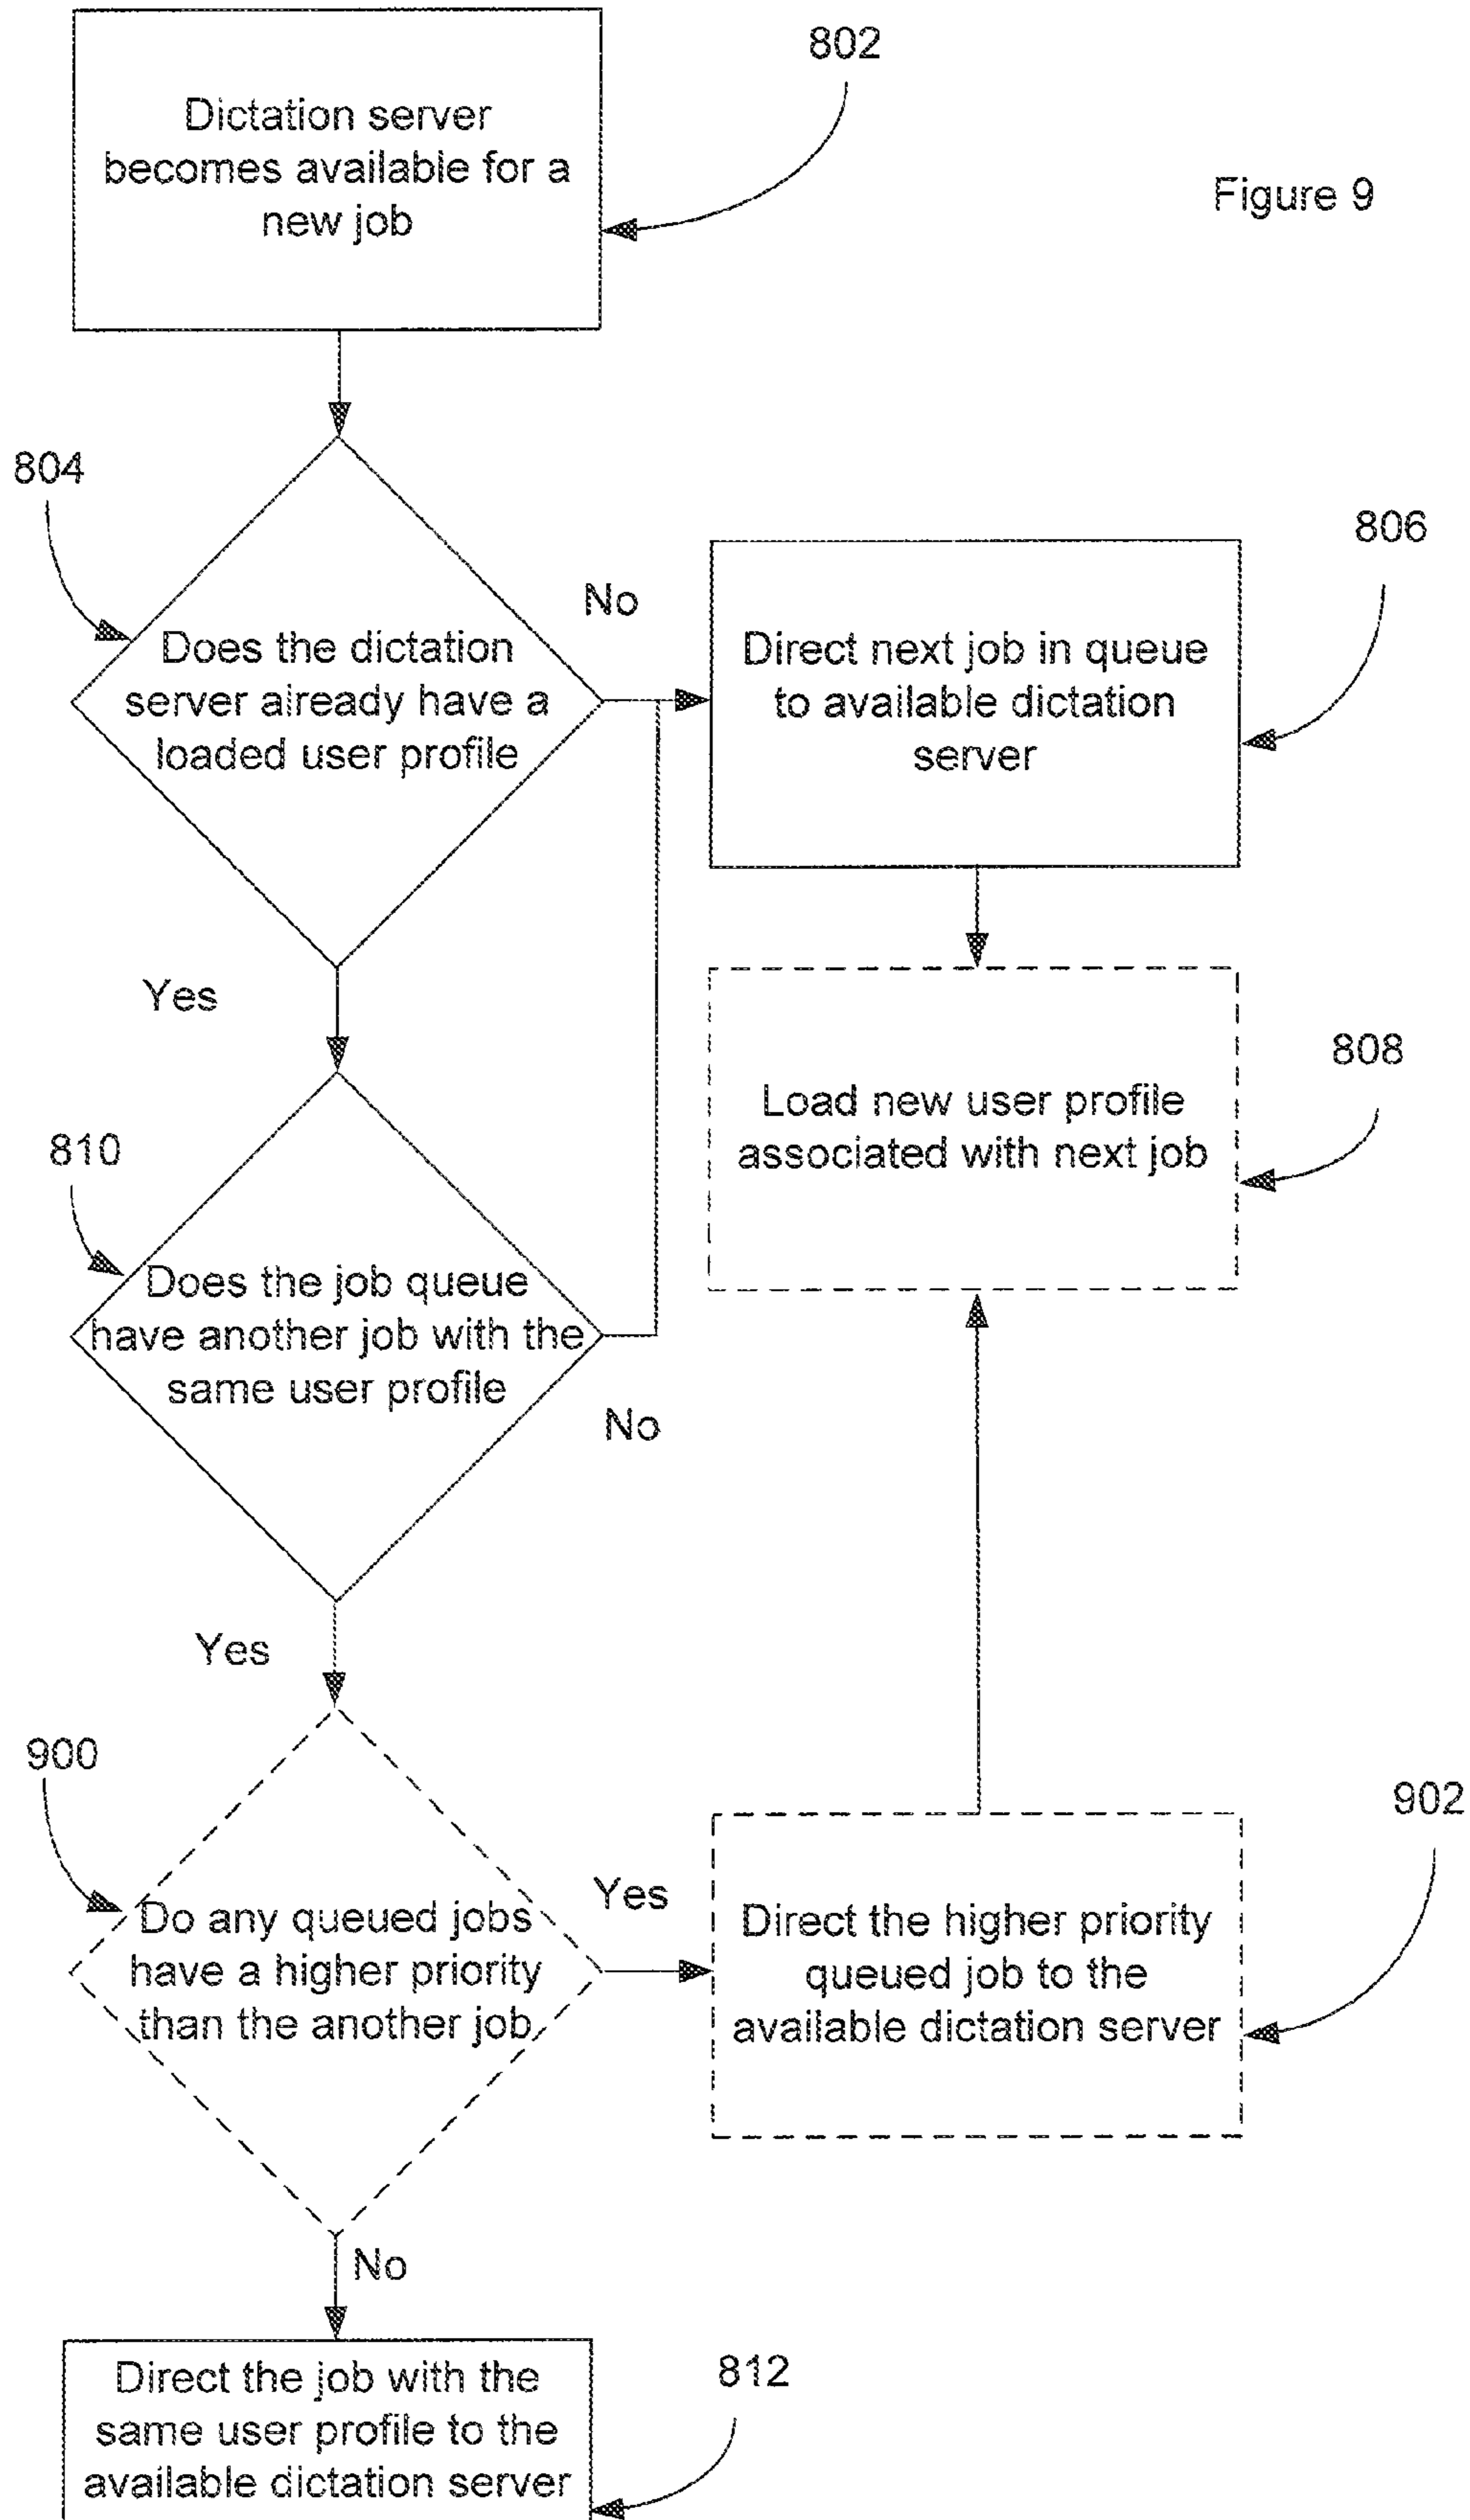 802
Dictation server
becomes available for a
new job
Figure 9
804
No
806
Does the dictation
server already have a
loaded user profile
Direct next job in queue
to available dictation
server
Yes
808
Load new user profile
associated with next job
810
Does the job queue
have another job with the
same user profile
No
Yes
900
902
Do any queued jobs
have a higher priority
than the another job
Yes
Direct the higher priority
queued job to the
available dictation server
No
812
Direct the job with the
same user profile to the
available dictation server